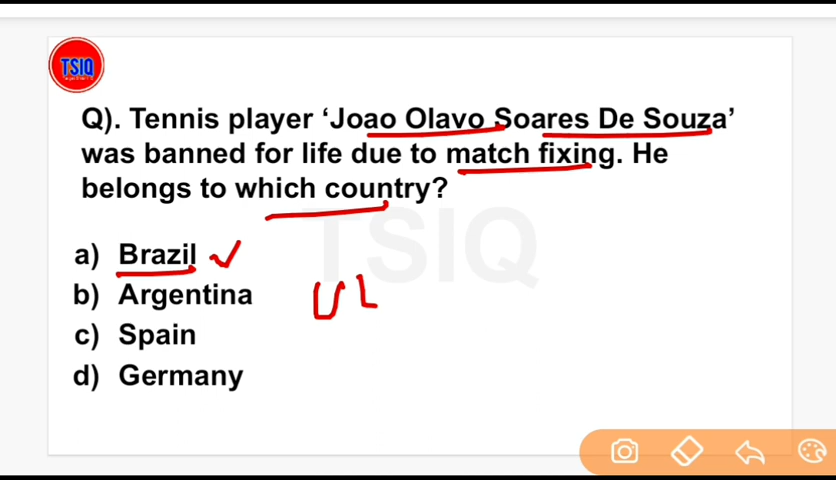 TSIQ
Q). Tennis player ‘Joao Olavo Soares De Souza’
was banned for life due to match fixing. He
belongs to which country?
TSIQ
a) Brazil ✓
b) Argentina
c) Spain
d) Germany